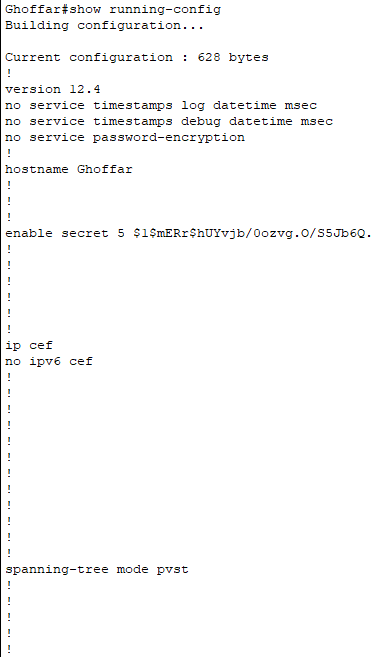 Ghoffar#show running-config
Building configuration...

Current configuration : 628 bytes
!
version 12.4
no service timestamps log datetime msec
no service timestamps debug datetime msec
no service password-encryption
!
hostname Ghoffar
!
!
!
enable secret 5 $1$mERr$hUYvjb/0ozvg.O/S5Jb6Q.
!
!
!
!
!
!
ip cef
no ipv6 cef
!
!
!
!
!
!
!
!
!
!
!
!
spanning-tree mode pvst
!
!
!
!
!